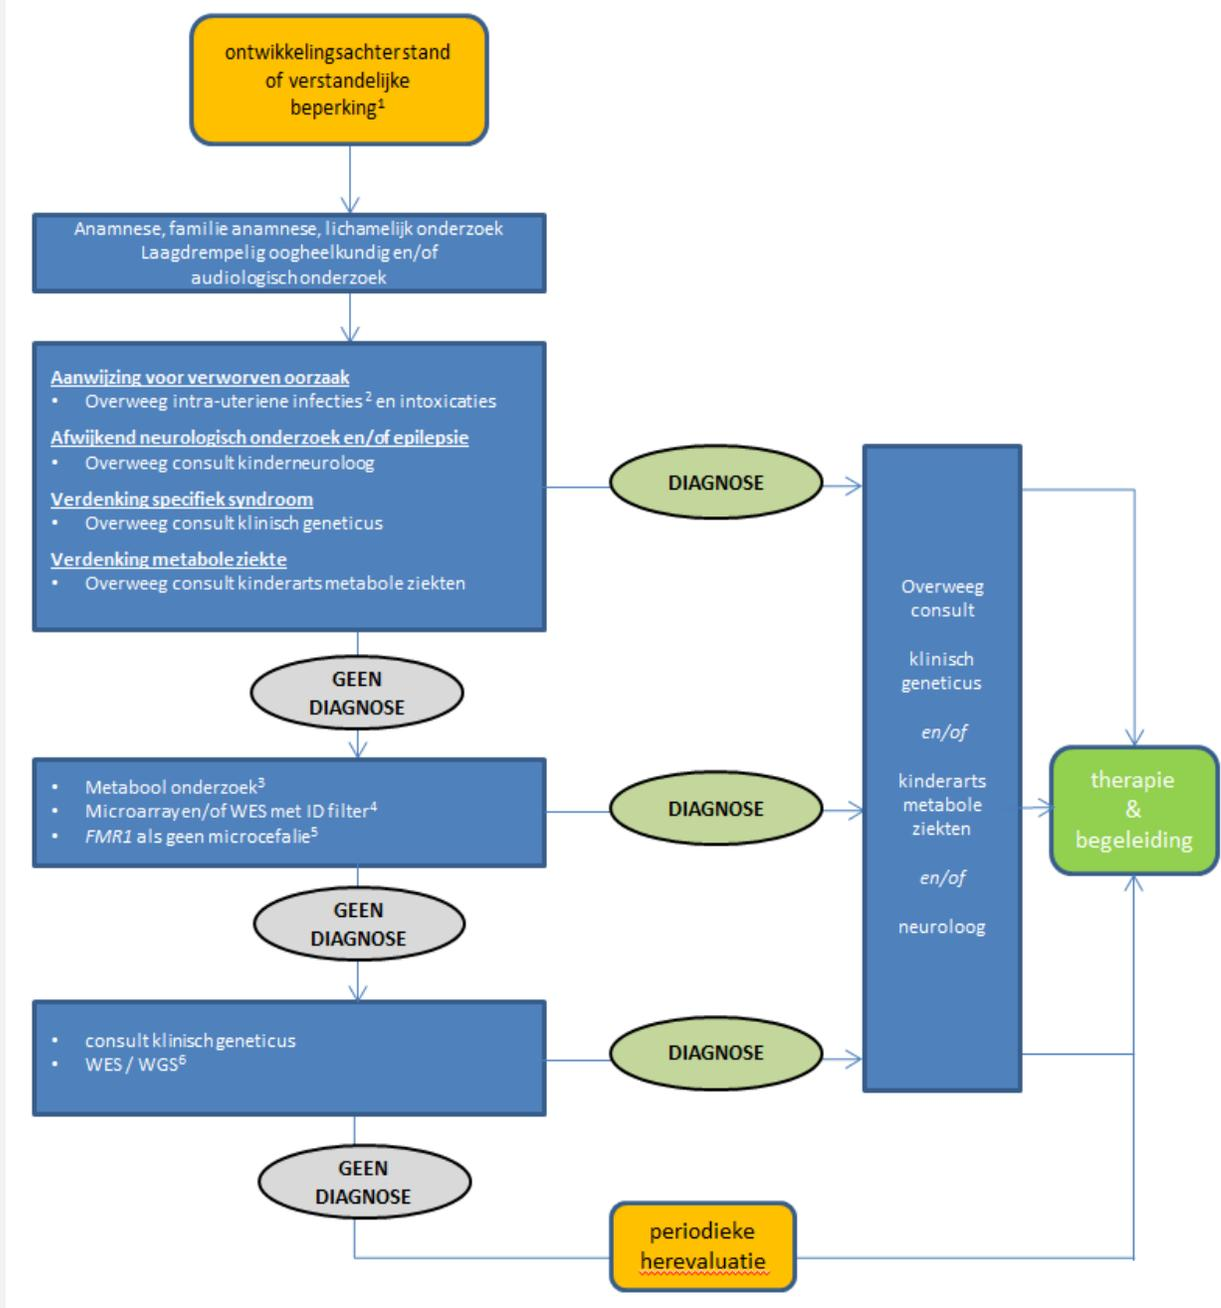 ontwikkelingsachterstand
of verstandelijke
beperking¹
Anamnese, familie anamnese, lichamelijk onderzoek
Laagdrempelig oogheelkundig en/of
audiologisch onderzoek
Aanwijzing voor verworven oorzaak
• Overweeg intra-uteriene infecties² en intoxicaties
Afwijkend neurologisch onderzoek en/of epilepsie
• Overweeg consult kinderneuroloog
Verdenking specifiek syndroom
• Overweeg consult klinisch geneticus
Verdenking metabole ziekte
• Overweeg consult kinderarts metabole ziekten
DIAGNOSE
GEEN
DIAGNOSE
• Metabool onderzoek³
• Microarray en/of WES met ID filter⁴
• FMR1 als geen microcefalie⁵
DIAGNOSE
GEEN
DIAGNOSE
• consult klinisch geneticus
• WES / WGS⁶
DIAGNOSE
GEEN
DIAGNOSE
Overweeg
consult
klinisch
geneticus
en/of
kinderarts
metabole
ziekten
en/of
neuroloog
therapie
&
begeleiding
periodieke
herevaluatie